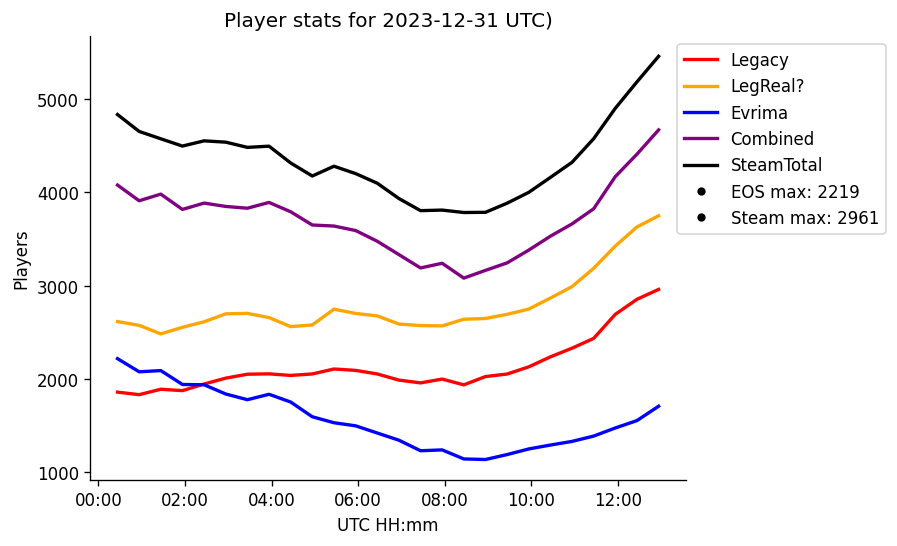 Player stats for 2023-12-31 UTC)
Players
5000
4000
3000
2000
1000
00:00 02:00 04:00 06:00 08:00 10:00 12:00
UTC HH:mm
Legacy
LegReal?
Evrima
Combined
SteamTotal
EOS max: 2219
Steam max: 2961